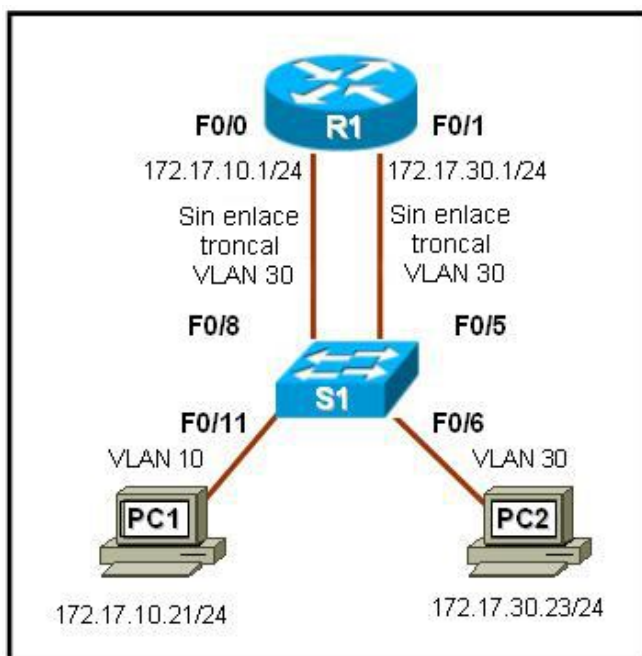 R1
F0/0
F0/1
172.17.10.1/24
172.17.30.1/24
Sin enlace
troncal
VLAN 30
Sin enlace
troncal
VLAN 30
F0/8
F0/5
S1
F0/11
F0/6
VLAN 10
VLAN 30
PC1
PC2
172.17.10.21/24
172.17.30.23/24